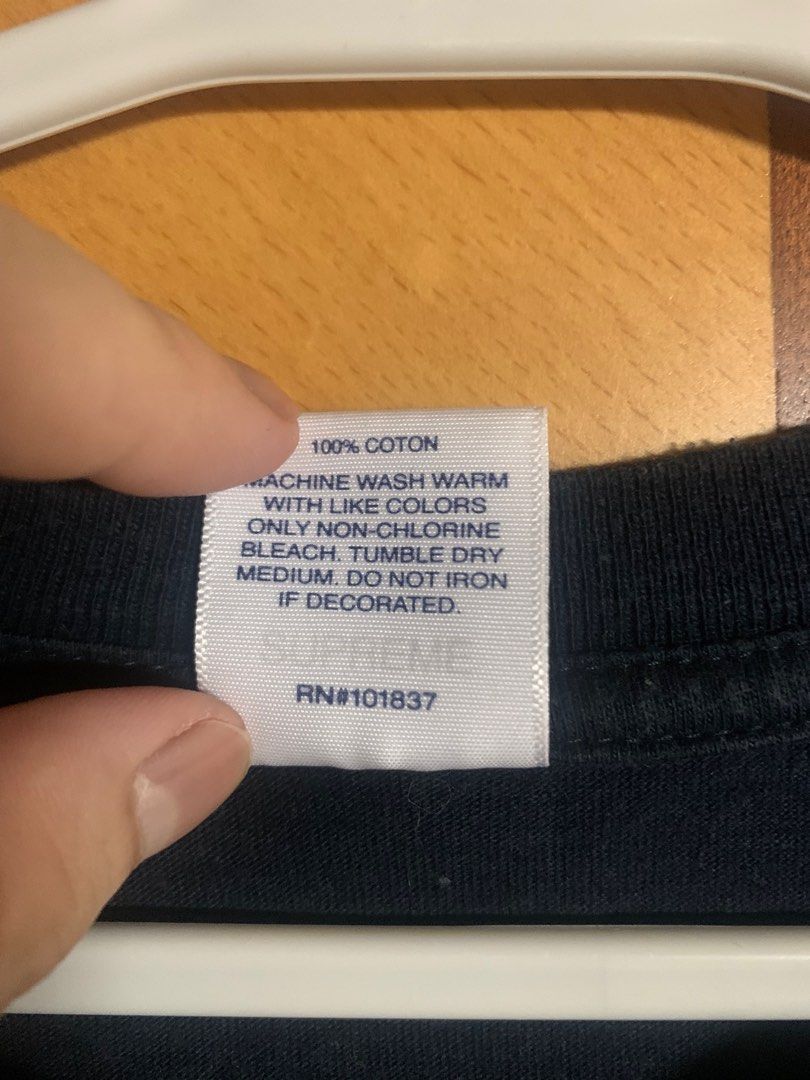 100% COTON
MACHINE WASH WARM
WITH LIKE COLORS
ONLY NON-CHLORINE
BLEACH. TUMBLE DRY
MEDIUM. DO NOT IRON
IF DECORATED.
SUPREME
RN#101837